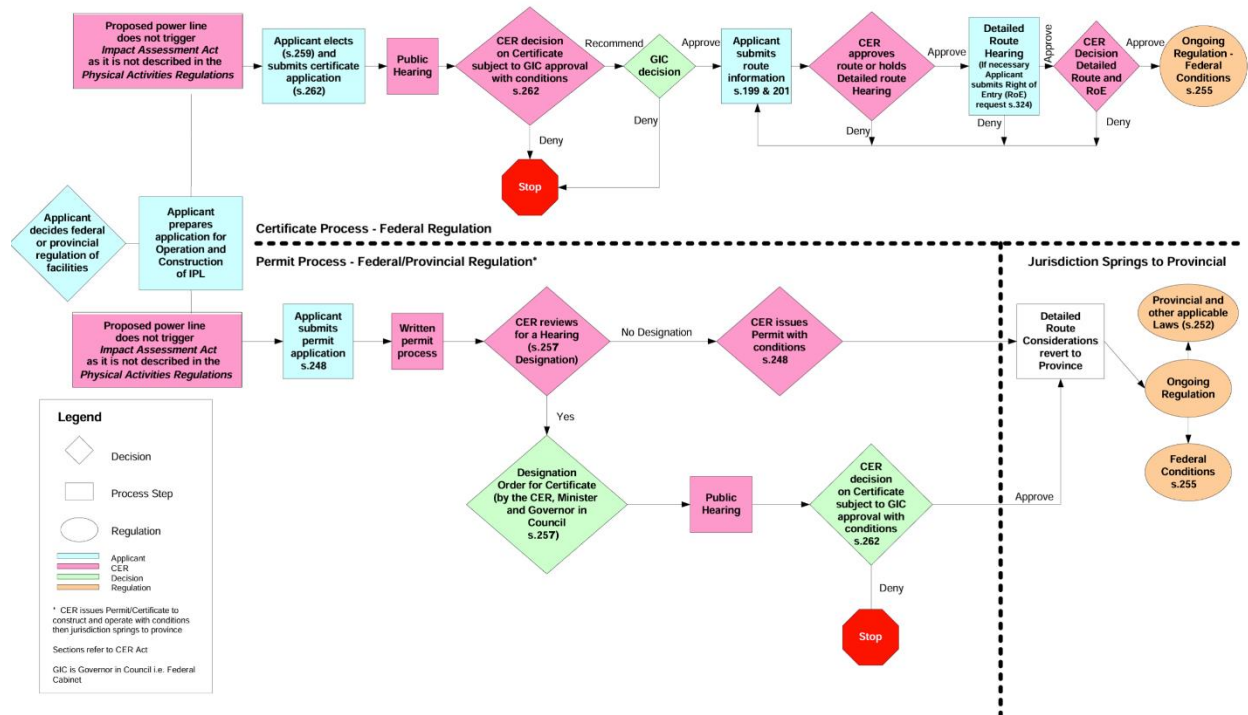 Proposed power line
does not trigger
Impact Assessment Act
as it is not described in the
Physical Activities Regulations
Applicant elects
(s.259) and
submits certificate
application
(s.262)
Public
Hearing
CER decision
on Certificate
subject to GIC approval
with conditions
s.262
Recommend
GIC
decision
Approve
Applicant
submits
route
information
s.199 & 201
CER
approves
route or holds
Detailed route
Hearing
Approve
Detailed
Route
Hearing
(If necessary
Applicant
submits Right of
Entry (RoE)
request s.324)
Approve
CER
Decision
Detailed
Route and
RoE
Approve
Ongoing
Regulation -
Federal
Conditions
s.255
Deny
Deny
Deny
Deny
Deny
Stop
Applicant
decides federal
or provincial
regulation of
facilities
Applicant
prepares
application for
Operation and
Construction
of IPL
Certificate Process - Federal Regulation
Permit Process - Federal/Provincial Regulation*
Jurisdiction Springs to Provincial
Proposed power line
does not trigger
Impact Assessment Act
as it is not described in the
Physical Activities Regulations
Applicant
submits
permit
application
s.248
Written
permit
process
CER reviews
for a Hearing
(s.257
Designation)
No Designation
CER issues
Permit with
conditions
s.248
Detailed
Route
Considerations
revert to
Province
Provincial and
other applicable
Laws (s.252)
Ongoing
Regulation
Federal
Conditions
s.255
Yes
Designation
Order for Certificate
(by the CER, Minister
and Governor in
Council
s.257)
Public
Hearing
CER
decision
on Certificate
subject to GIC
approval with
conditions
s.262
Approve
Deny
Stop
Legend
Decision
Process Step
Regulation
Applicant
CER
Decision
Regulation
* CER issues Permit/Certificate to
construct and operate with conditions
then jurisdiction springs to province
Sections refer to CER Act
GIC is Governor in Council i.e. Federal
Cabinet